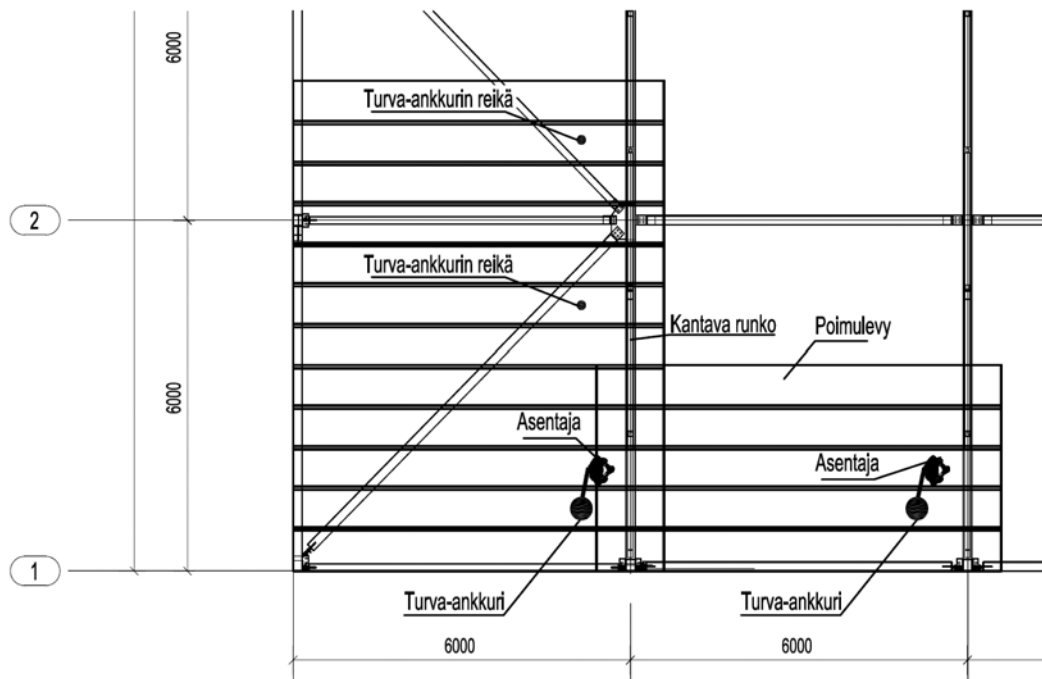 6000
Turva-ankkurin reikä
2
Turva-ankkurin reikä
Kantava runko
Poimulevy
6000
Asentaja
Asentaja
1
Turva-ankkuri
Turva-ankkuri
6000
6000